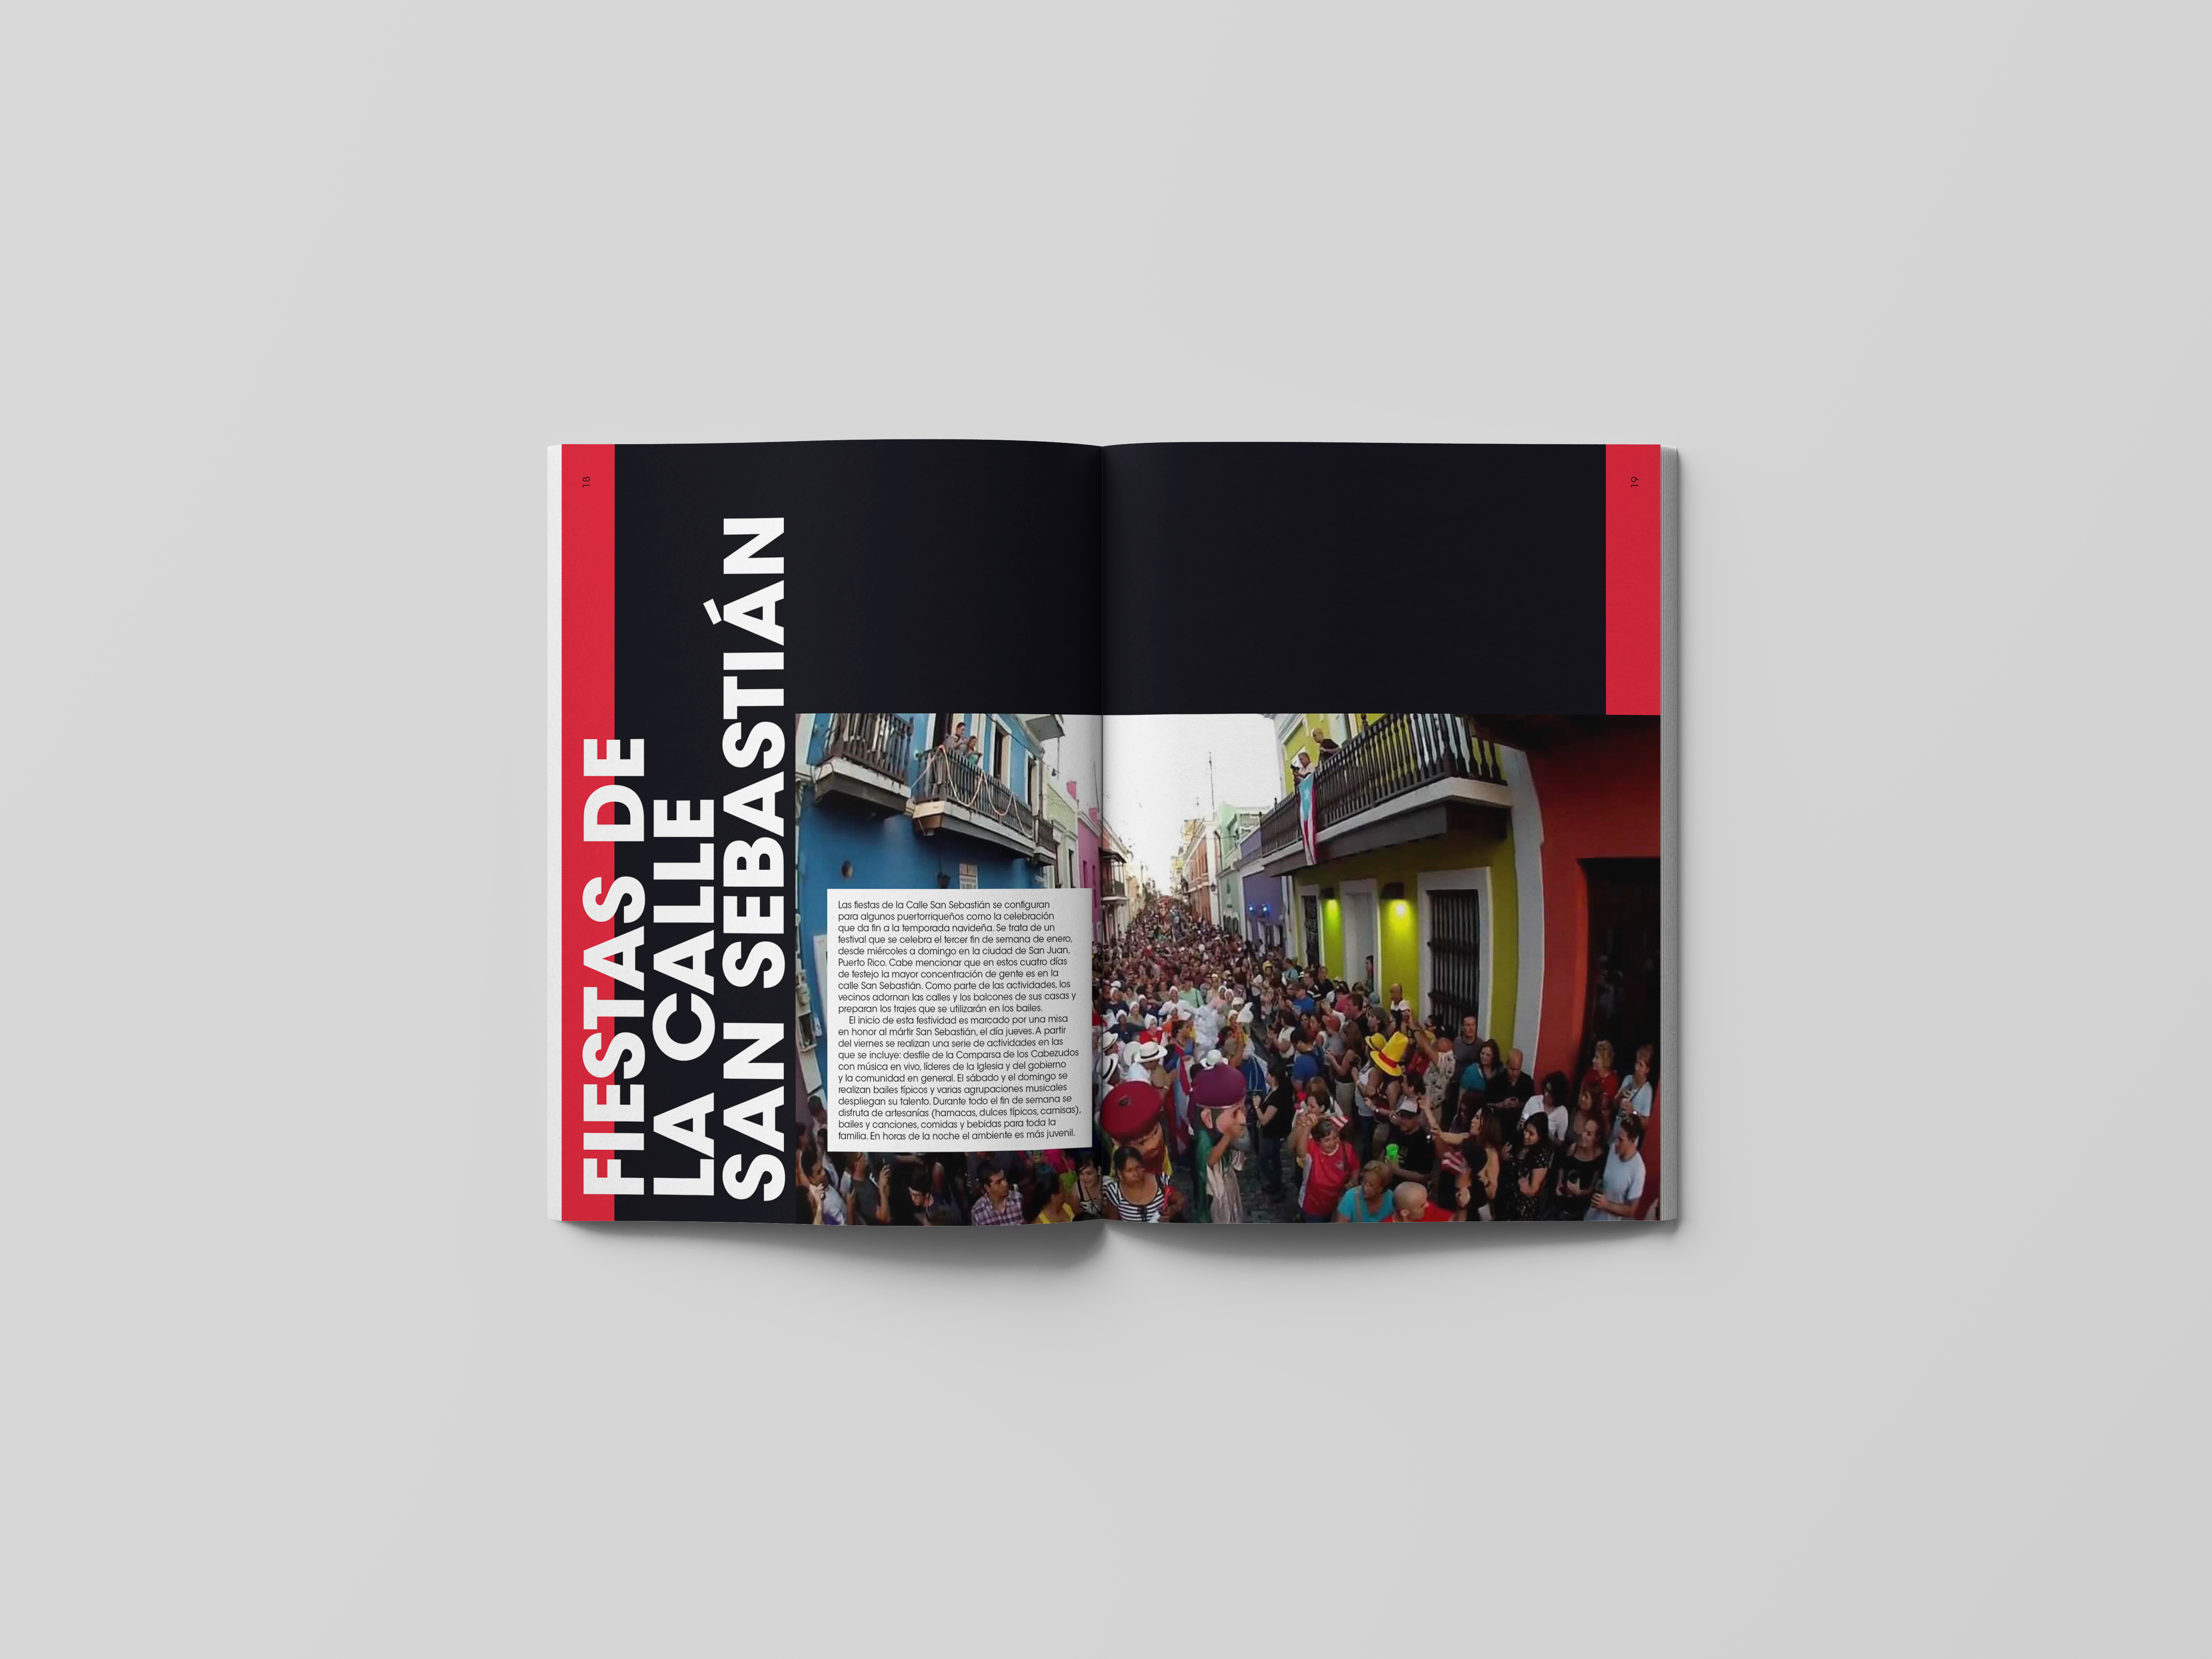 18
FIESTAS DE
LA CALLE
SAN SEBASTIÁN
Las fiestas de la Calle San Sebastián se configuran
para algunos puertorriqueños como la celebración
que da fin a la temporada navideña. Se trata de un
festival que se celebra el tercer fin de semana de enero,
desde miércoles a domingo en la ciudad de San Juan,
Puerto Rico. Cabe mencionar que en estos cuatro días
de festejo la mayor concentración de gente es en la
calle San Sebastián. Como parte de las actividades, los
vecinos adornan las calles y los balcones de sus casas y
preparan los trajes que se utilizarán en los bailes.
El inicio de esta festividad es marcado por una misa
en honor al mártir San Sebastián, el día jueves. A partir
del viernes se realizan una serie de actividades en las
que se incluye: desfile de la Comparsa de los Cabezudos
con música en vivo, líderes de la Iglesia y del gobierno
y la comunidad en general. El sábado y el domingo se
realizan bailes típicos y varias agrupaciones musicales
despliegan su talento. Durante todo el fin de semana se
disfruta de artesanías (hamacas, dulces típicos, camisas),
bailes y canciones, comidas y bebidas para toda la
familia. En horas de la noche el ambiente es más juvenil.
19